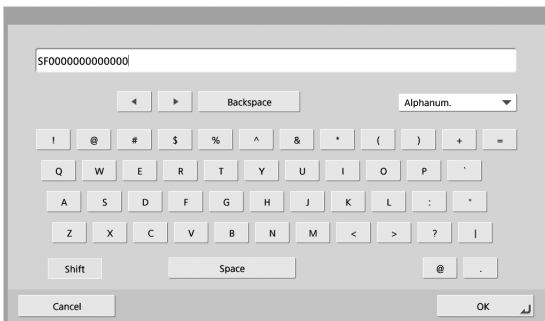 SF0000000000000
Backspace Alphanum.
! @ # $ % ^ & * ( ) + =
Q W E R T Y U I O P `
A S D F G H J K L : "
Z X C V B N M < > ? |
Shift Space @ .
Cancel OK